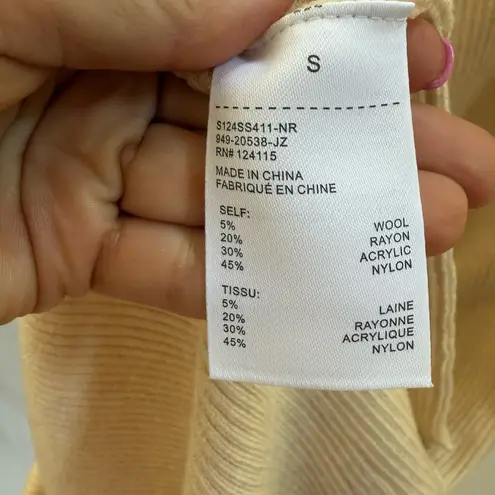 S
S124SS411-NR
949-20538-JZ
RN# 124115
MADE IN CHINA
FABRIQUÉ EN CHINE
SELF:
5% WOOL
20% RAYON
30% ACRYLIC
45% NYLON
TISSU:
5% LAINE
20% RAYONNE
30% ACRYLIQUE
45% NYLON